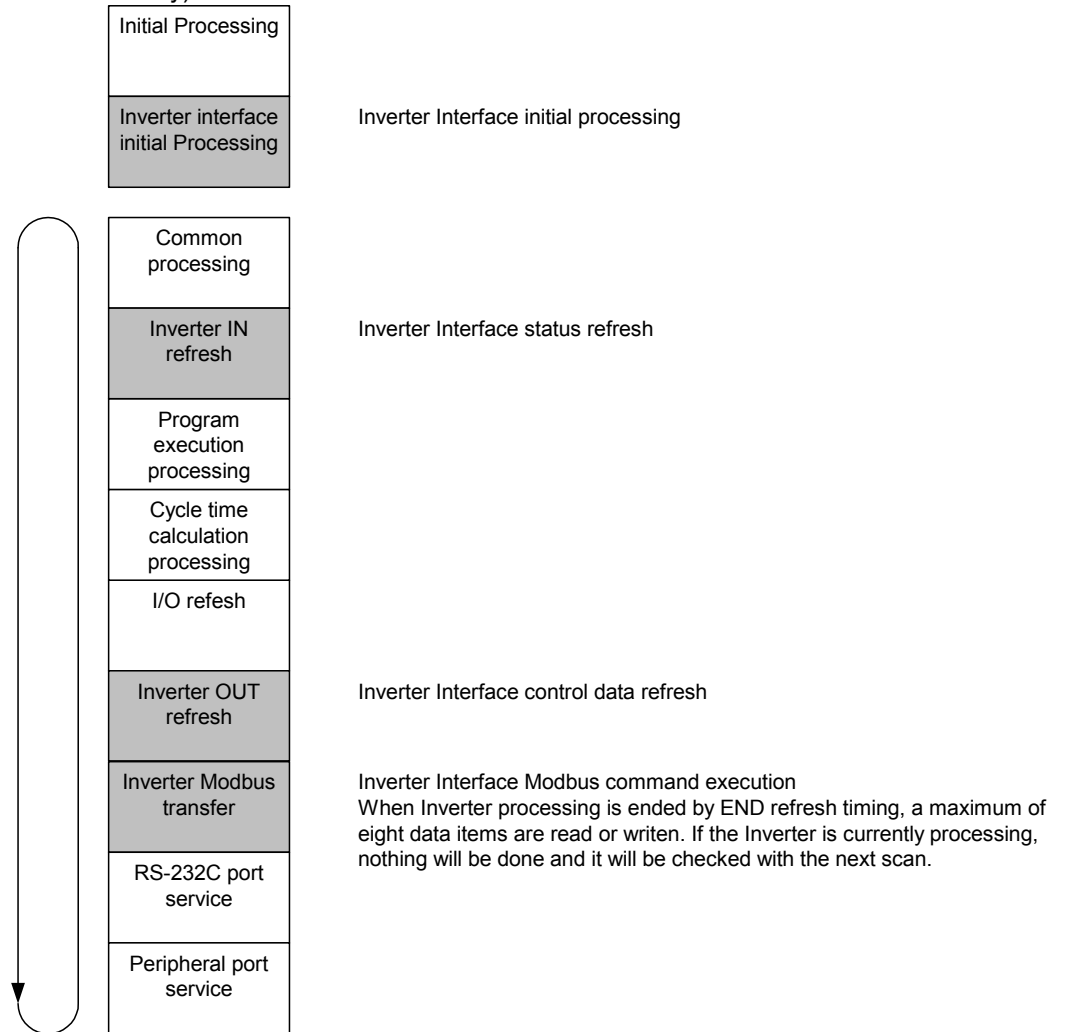 Initial Processing
Inverter interface
initial Processing
Inverter Interface initial processing
Common
processing
Inverter IN
refresh
Inverter Interface status refresh
Program
execution
processing
Cycle time
calculation
processing
I/O refesh
Inverter OUT
refresh
Inverter Interface control data refresh
Inverter Modbus
transfer
Inverter Interface Modbus command execution
When Inverter processing is ended by END refresh timing, a maximum of
eight data items are read or writen. If the Inverter is currently processing,
nothing will be done and it will be checked with the next scan.
RS-232C port
service
Peripheral port
service